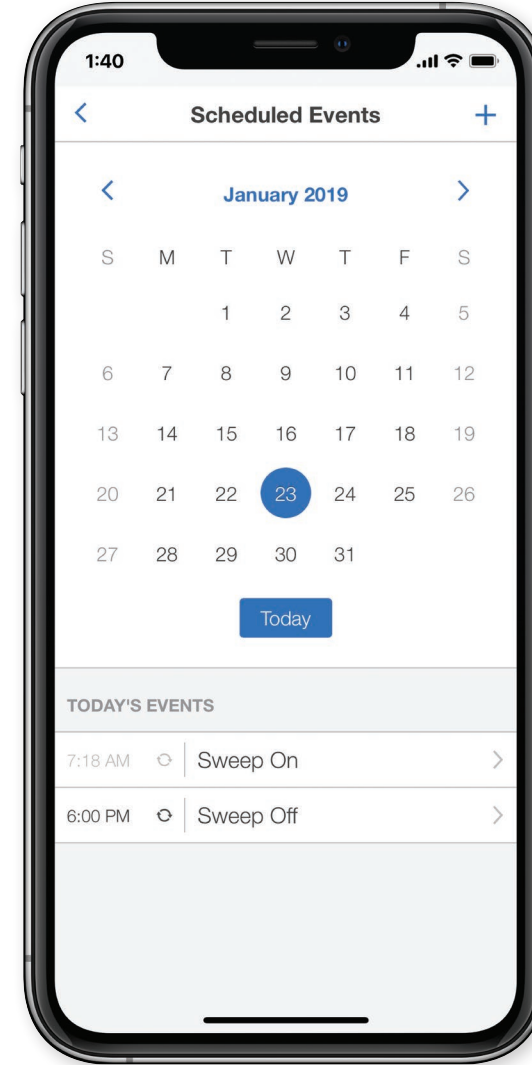 1:40
Scheduled Events +
January 2019
S M T W T F S
1 2 3 4 5
6 7 8 9 10 11 12
13 14 15 16 17 18 19
20 21 22 23 24 25 26
27 28 29 30 31
Today
TODAY'S EVENTS
7:18 AM Sweep On
6:00 PM Sweep Off